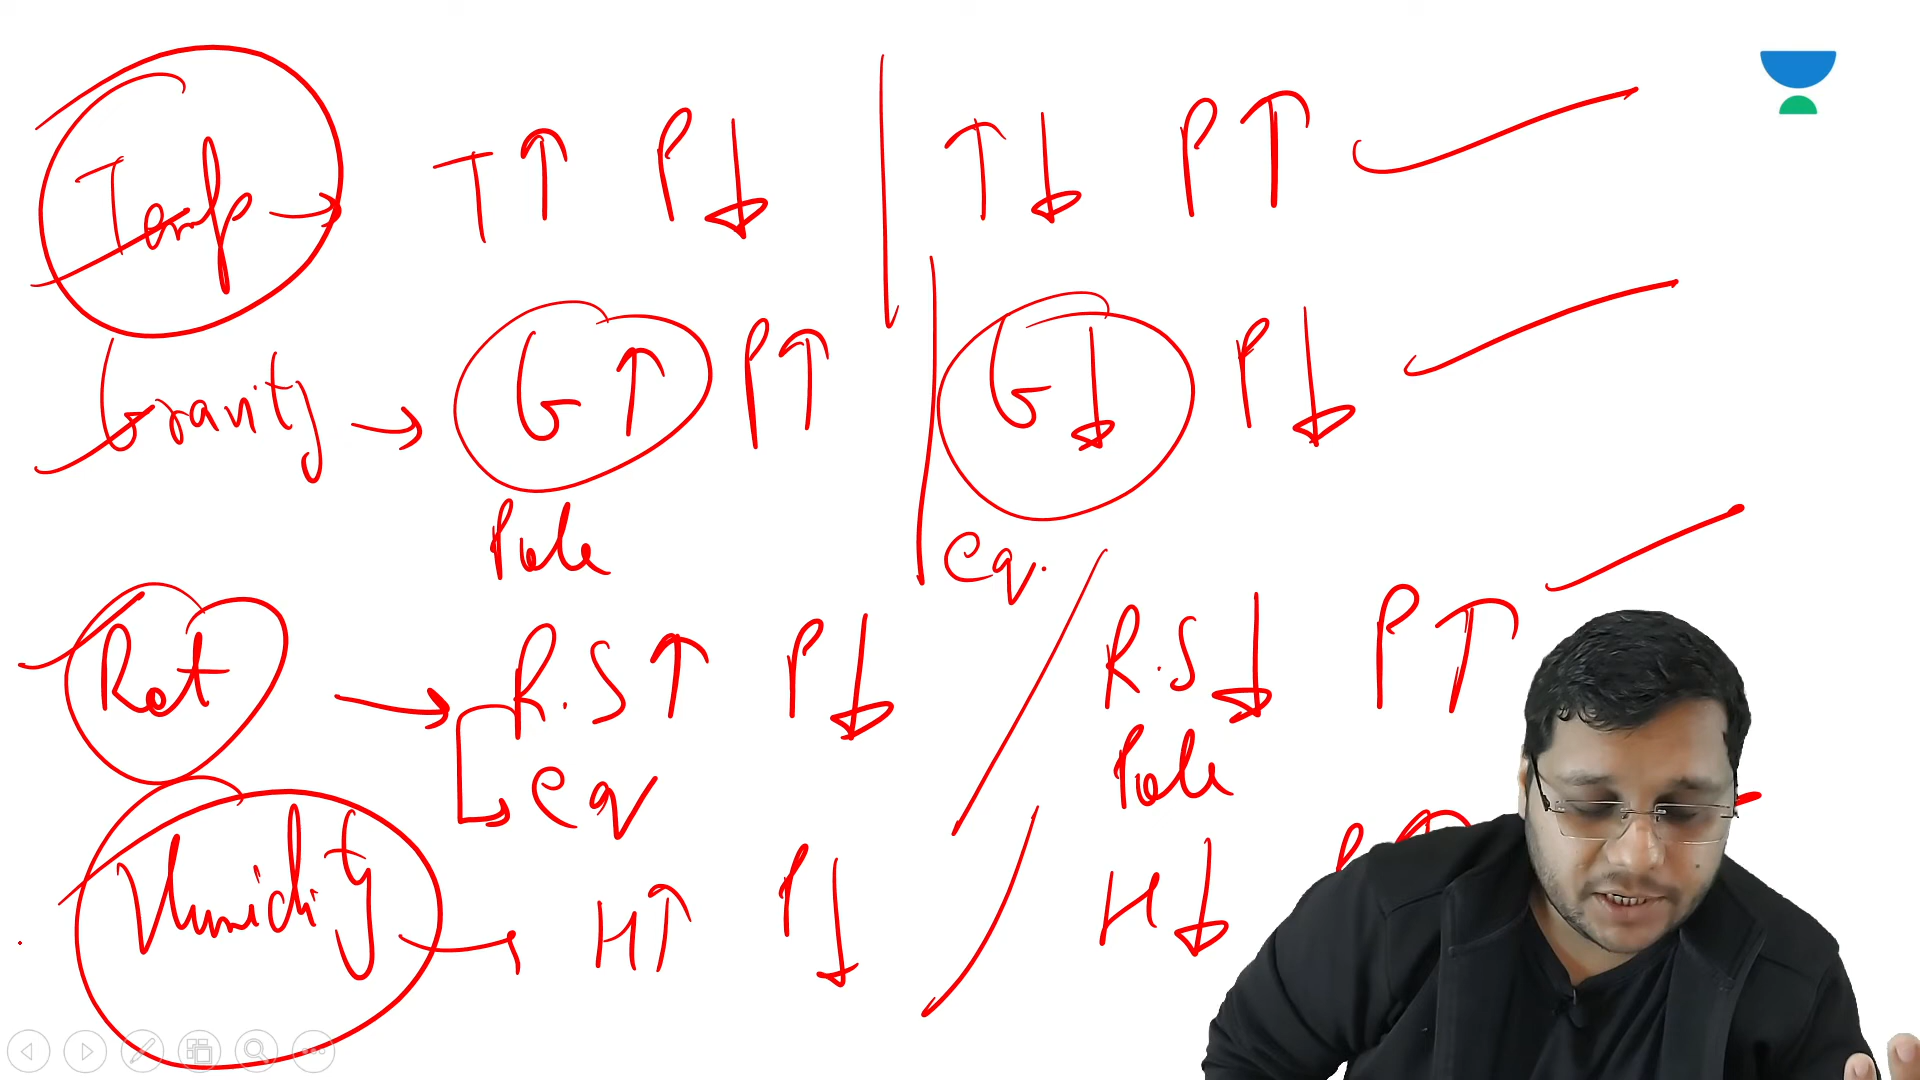 Temp → T↑ P↓ | T↓ P↑
Gravity → G↑ P↑ | G↓ P↓
Pole eq.
Rot → R.S↑ P↓ / R.S↓ P↑
eq Pole
Humidity → H↑ P↓ / H↓ P↑